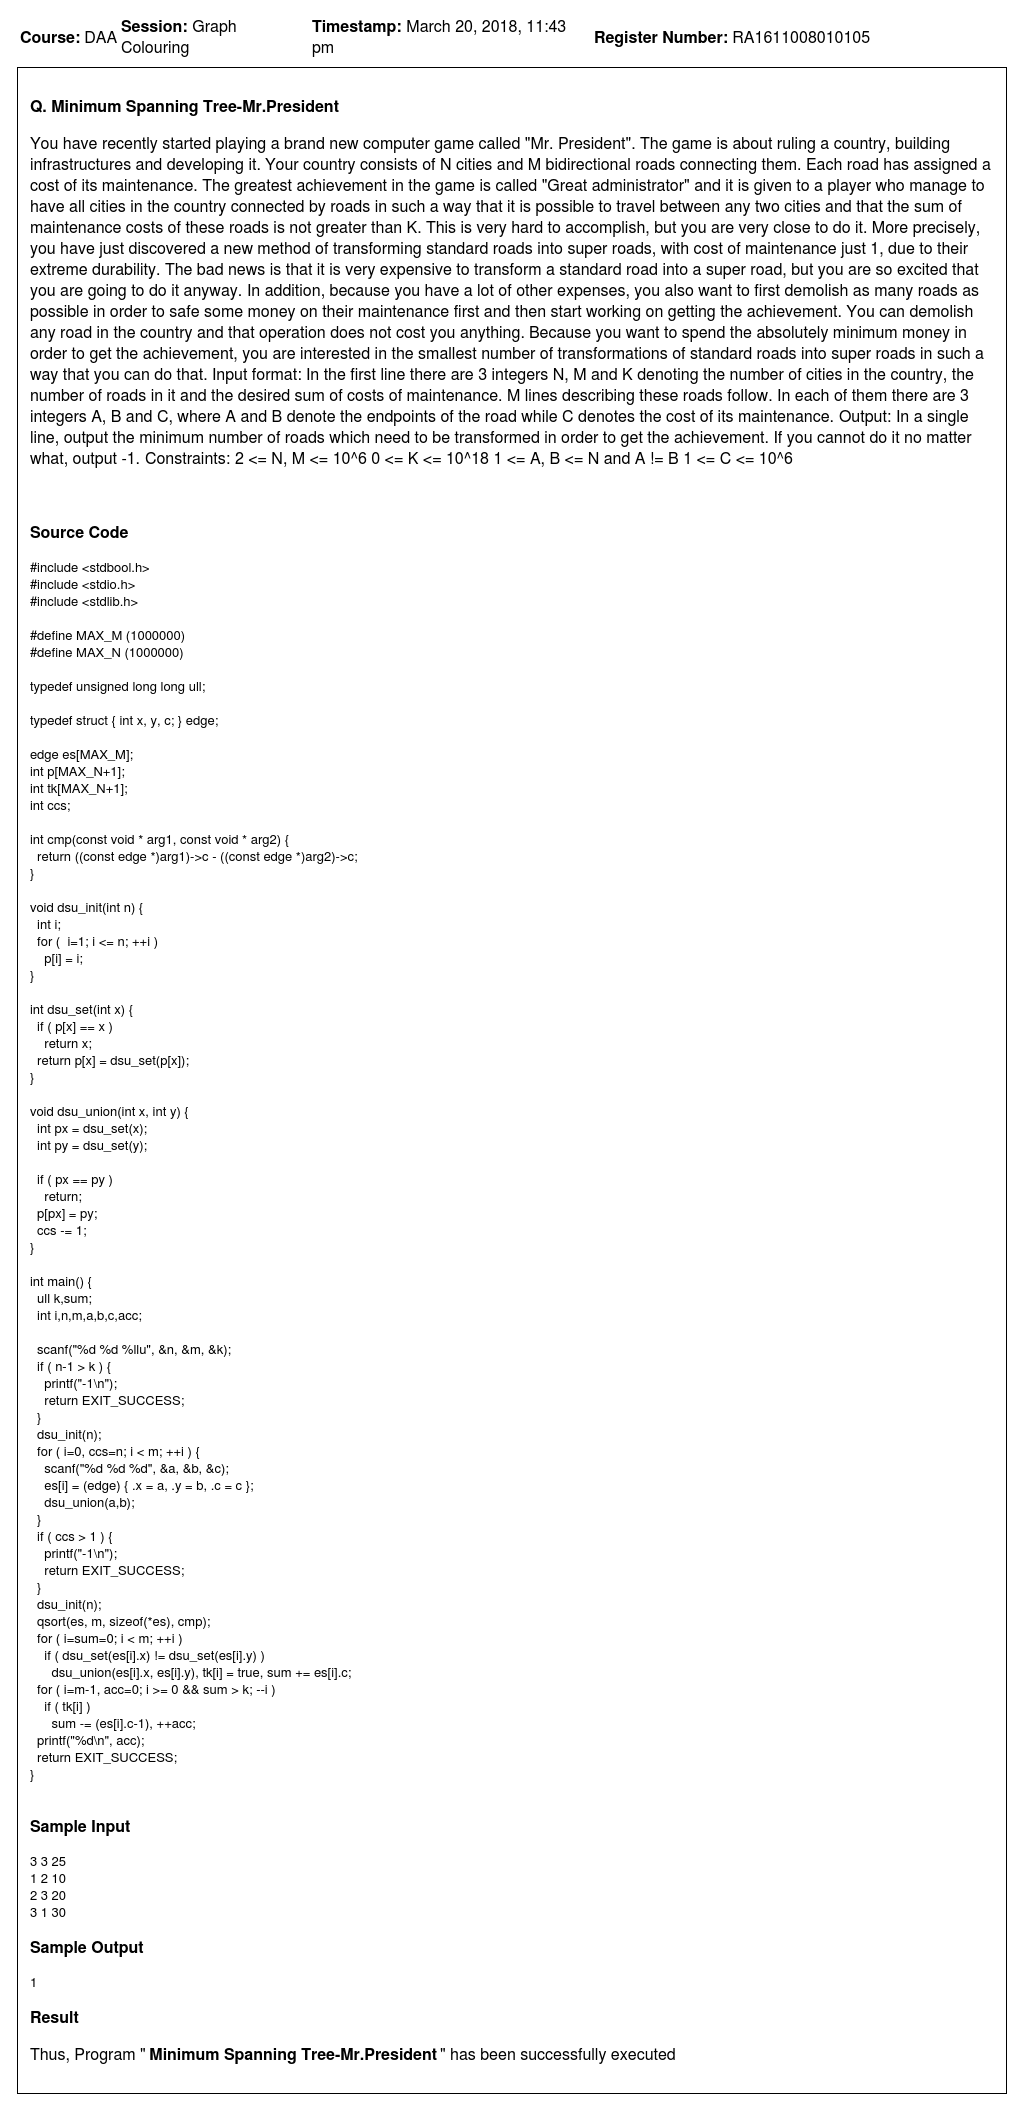 Course: DAA Session: Graph Colouring Timestamp: March 20, 2018, 11:43 pm Register Number: RA1611008010105
Q. Minimum Spanning Tree-Mr.President
You have recently started playing a brand new computer game called "Mr. President". The game is about ruling a country, building
infrastructures and developing it. Your country consists of N cities and M bidirectional roads connecting them. Each road has assigned a
cost of its maintenance. The greatest achievement in the game is called "Great administrator" and it is given to a player who manage to
have all cities in the country connected by roads in such a way that it is possible to travel between any two cities and that the sum of
maintenance costs of these roads is not greater than K. This is very hard to accomplish, but you are very close to do it. More precisely,
you have just discovered a new method of transforming standard roads into super roads, with cost of maintenance just 1, due to their
extreme durability. The bad news is that it is very expensive to transform a standard road into a super road, but you are so excited that
you are going to do it anyway. In addition, because you have a lot of other expenses, you also want to first demolish as many roads as
possible in order to safe some money on their maintenance first and then start working on getting the achievement. You can demolish
any road in the country and that operation does not cost you anything. Because you want to spend the absolutely minimum money in
order to get the achievement, you are interested in the smallest number of transformations of standard roads into super roads in such a
way that you can do that. Input format: In the first line there are 3 integers N, M and K denoting the number of cities in the country, the
number of roads in it and the desired sum of costs of maintenance. M lines describing these roads follow. In each of them there are 3
integers A, B and C, where A and B denote the endpoints of the road while C denotes the cost of its maintenance. Output: In a single
line, output the minimum number of roads which need to be transformed in order to get the achievement. If you cannot do it no matter
what, output -1. Constraints: 2 <= N, M <= 10^6 0 <= K <= 10^18 1 <= A, B <= N and A != B 1 <= C <= 10^6
Source Code
#include <stdbool.h>
#include <stdio.h>
#include <stdlib.h>
#define MAX_M (1000000)
#define MAX_N (1000000)
typedef unsigned long long ull;
typedef struct { int x, y, c; } edge;
edge es[MAX_M];
int p[MAX_N+1];
int tk[MAX_N+1];
int ccs;
int cmp(const void * arg1, const void * arg2) {
return ((const edge *)arg1)->c - ((const edge *)arg2)->c;
}
void dsu_init(int n) {
int i;
for (  i=1; i <= n; ++i )
p[i] = i;
}
int dsu_set(int x) {
if ( p[x] == x )
return x;
return p[x] = dsu_set(p[x]);
}
void dsu_union(int x, int y) {
int px = dsu_set(x);
int py = dsu_set(y);
if ( px == py )
return;
p[px] = py;
ccs -= 1;
}
int main() {
ull k,sum;
int i,n,m,a,b,c,acc;
scanf("%d %d %llu", &n, &m, &k);
if ( n-1 > k ) {
printf("-1\n");
return EXIT_SUCCESS;
}
dsu_init(n);
for ( i=0, ccs=n; i < m; ++i ) {
scanf("%d %d %d", &a, &b, &c);
es[i] = (edge) { .x = a, .y = b, .c = c };
dsu_union(a,b);
}
if ( ccs > 1 ) {
printf("-1\n");
return EXIT_SUCCESS;
}
dsu_init(n);
qsort(es, m, sizeof(*es), cmp);
for ( i=sum=0; i < m; ++i )
if ( dsu_set(es[i].x) != dsu_set(es[i].y) )
dsu_union(es[i].x, es[i].y), tk[i] = true, sum += es[i].c;
for ( i=m-1, acc=0; i >= 0 && sum > k; --i )
if ( tk[i] )
sum -= (es[i].c-1), ++acc;
printf("%d\n", acc);
return EXIT_SUCCESS;
}
Sample Input
3 3 25
1 2 10
2 3 20
3 1 30
Sample Output
1
Result
Thus, Program " Minimum Spanning Tree-Mr.President " has been successfully executed